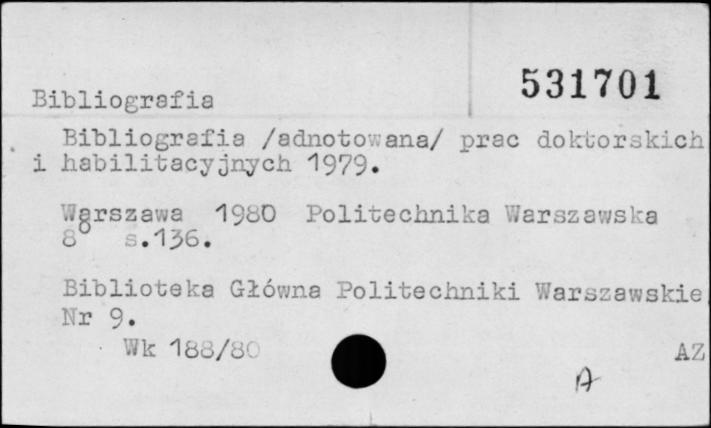 531701
Bibliografia
Bibliografia /adnotowana/ prac doktorskich
i habilitacyjnych 1979.
Warszawa 1980 Politechnika Warszawska
8° s.136.
Biblioteka Główna Politechniki Warszawskie
Nr 9.
Wk 188/80
AZ
A